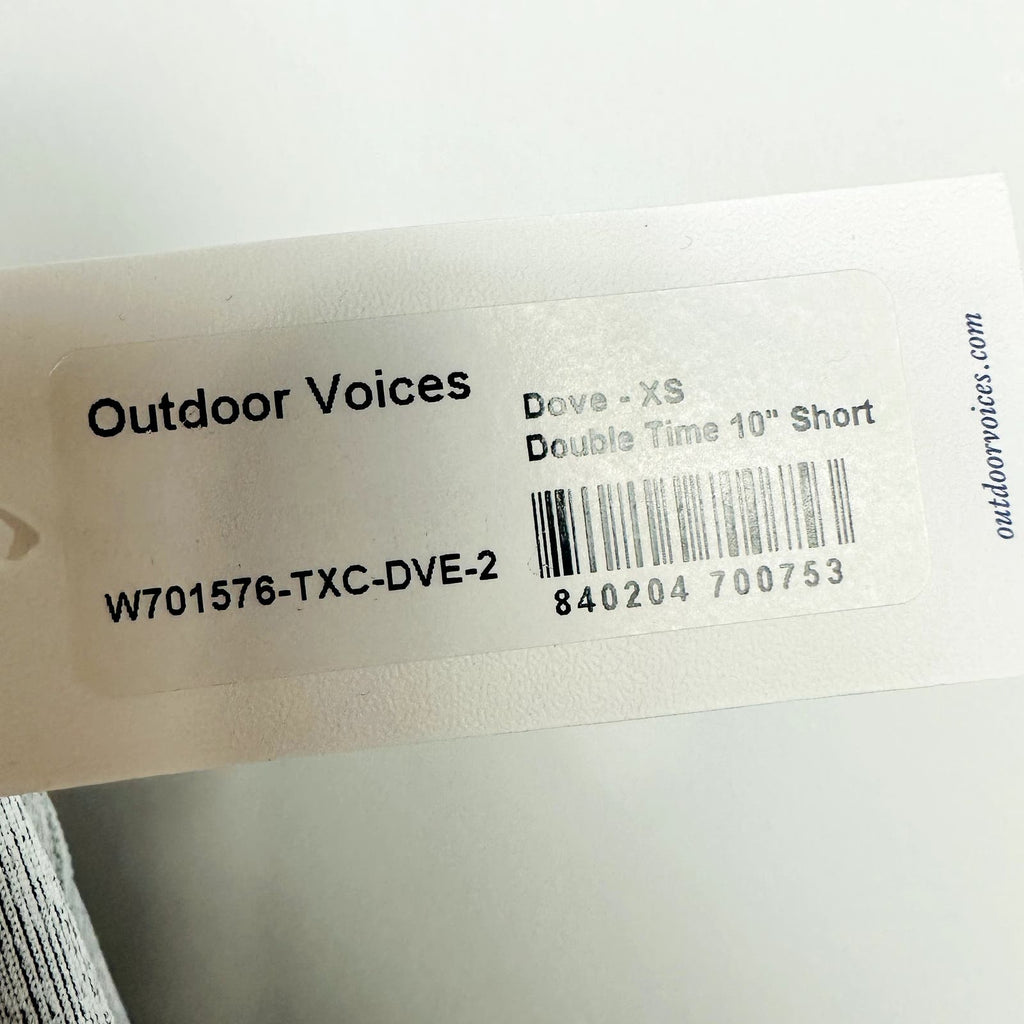 Outdoor Voices
W701576-TXC-DVE-2
Dove - XS
Double Time 10" Short
840204 700753
outdoorvoices.com